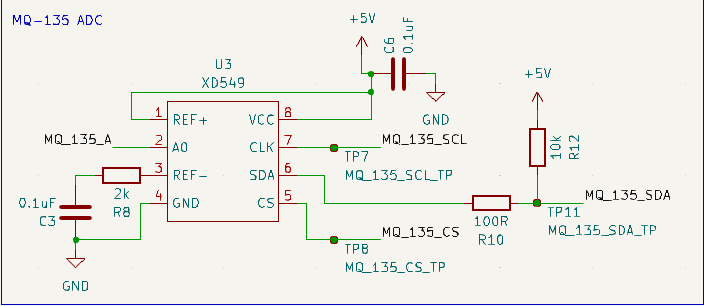 MQ-135 ADC
+5V
C6
0.1uF
GND
U3
XD549
1
REF+
VCC
8
MQ_135_A
2
A0
CLK
7
MQ_135_SCL
TP7
MQ_135_SCL_TP
3
REF-
SDA
6
2k
R8
0.1uF
C3
4
GND
CS
5
MQ_135_CS
TP8
MQ_135_CS_TP
GND
+5V
10k
R12
100R
R10
MQ_135_SDA
TP11
MQ_135_SDA_TP